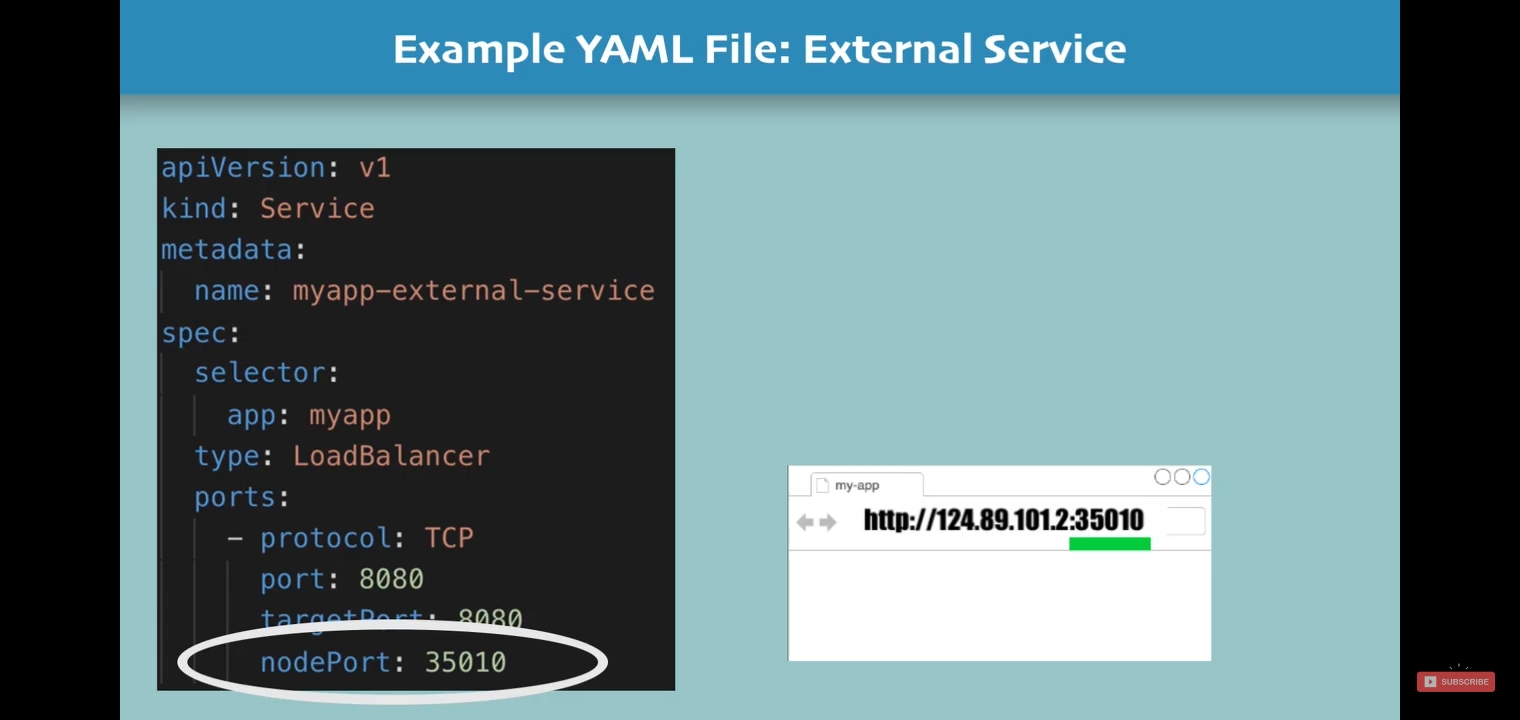 Example YAML File: External Service
apiVersion: v1
kind: Service
metadata:
name: myapp-external-service
spec:
selector:
app: myapp
type: LoadBalancer
ports:
- protocol: TCP
port: 8080
targetPort: 8080
nodePort: 35010
my-app
http://124.89.101.2:35010
SUBSCRIBE